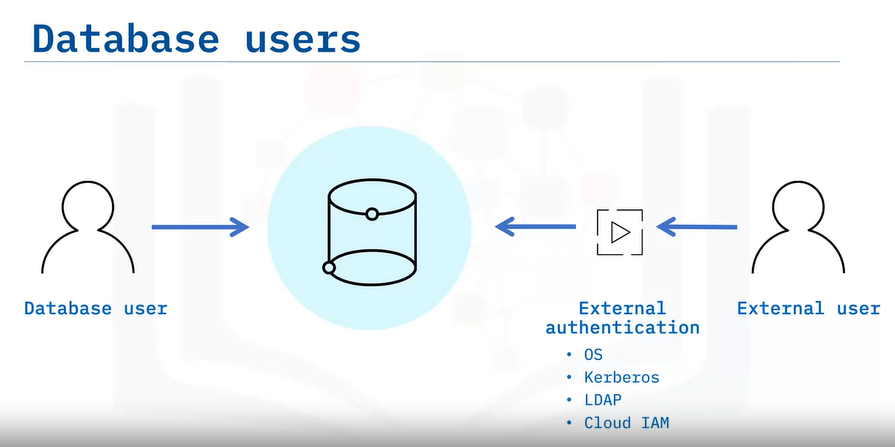 Database users
Database user
External
authentication
External user
• OS
• Kerberos
• LDAP
• Cloud IAM